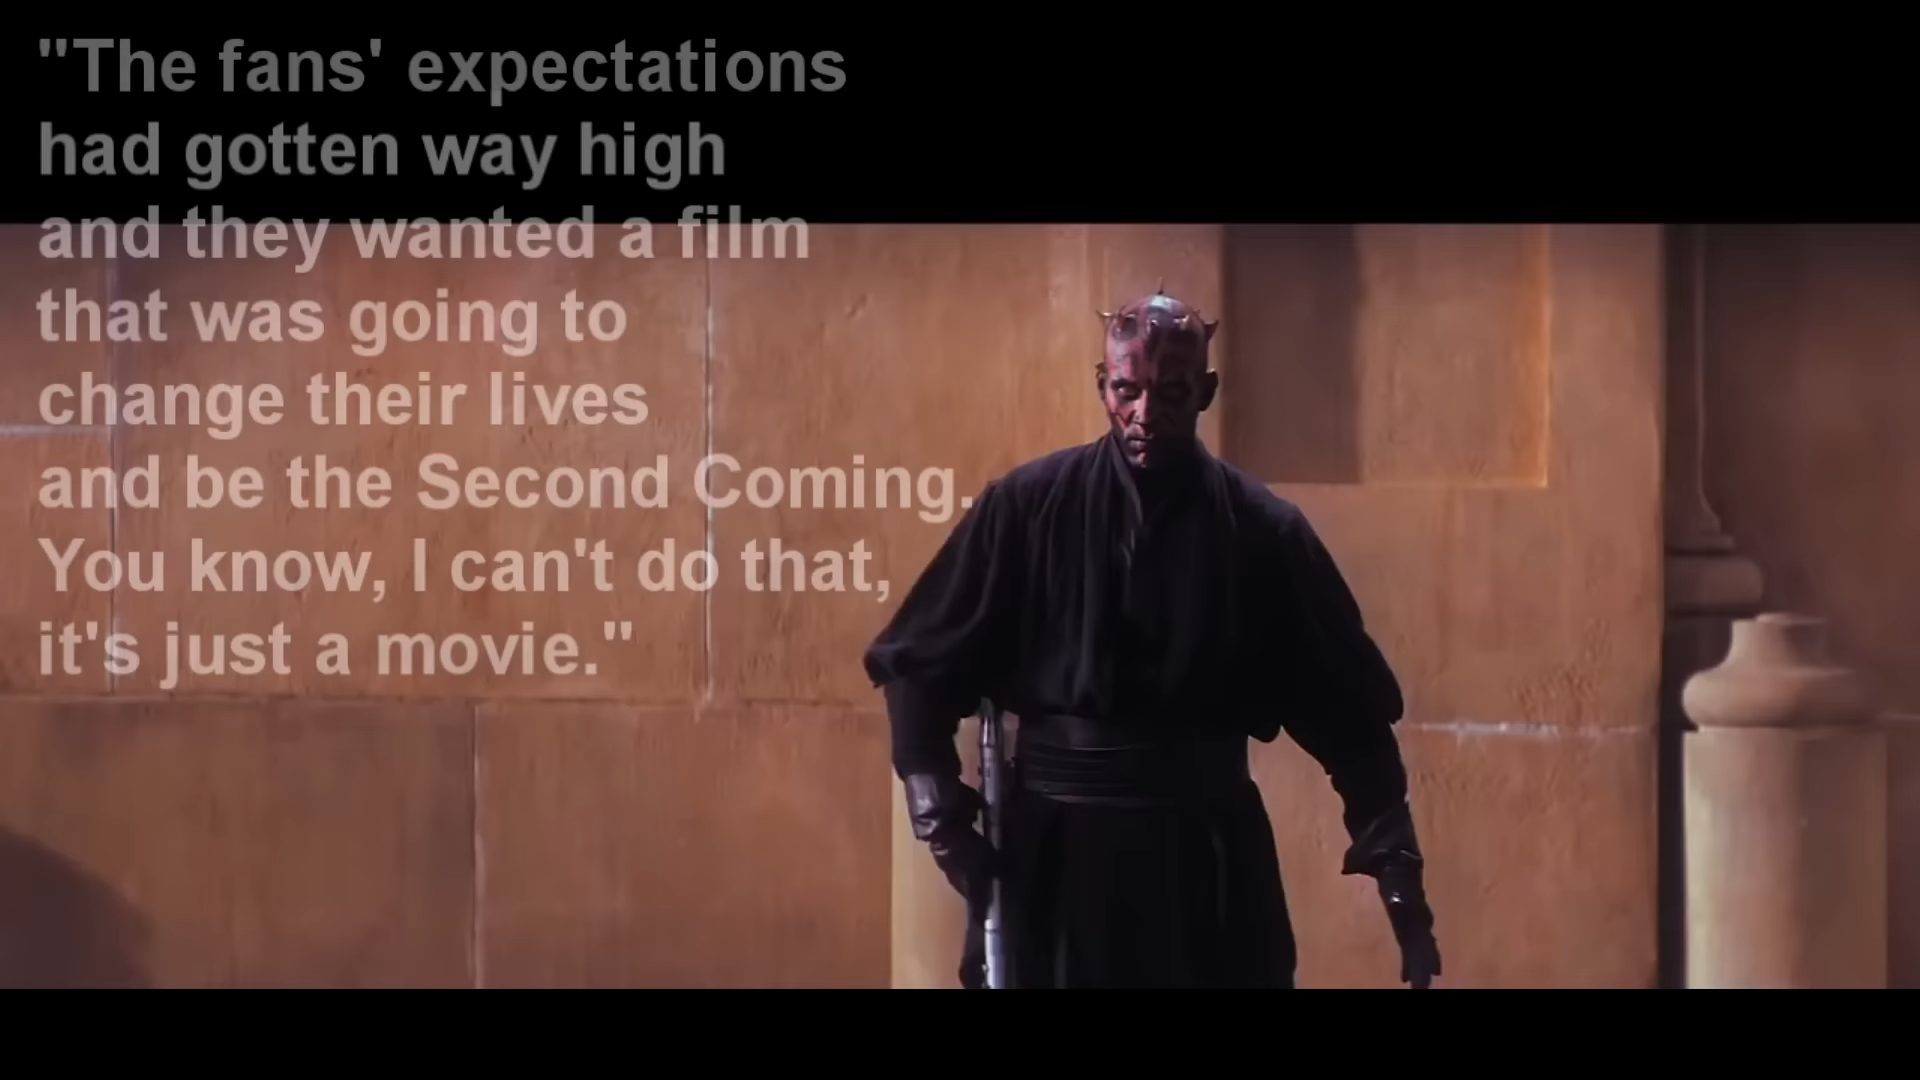 "The fans' expectations
had gotten way high
and they wanted a film
that was going to
change their lives
and be the Second Coming.
You know, I can't do that,
it's just a movie."